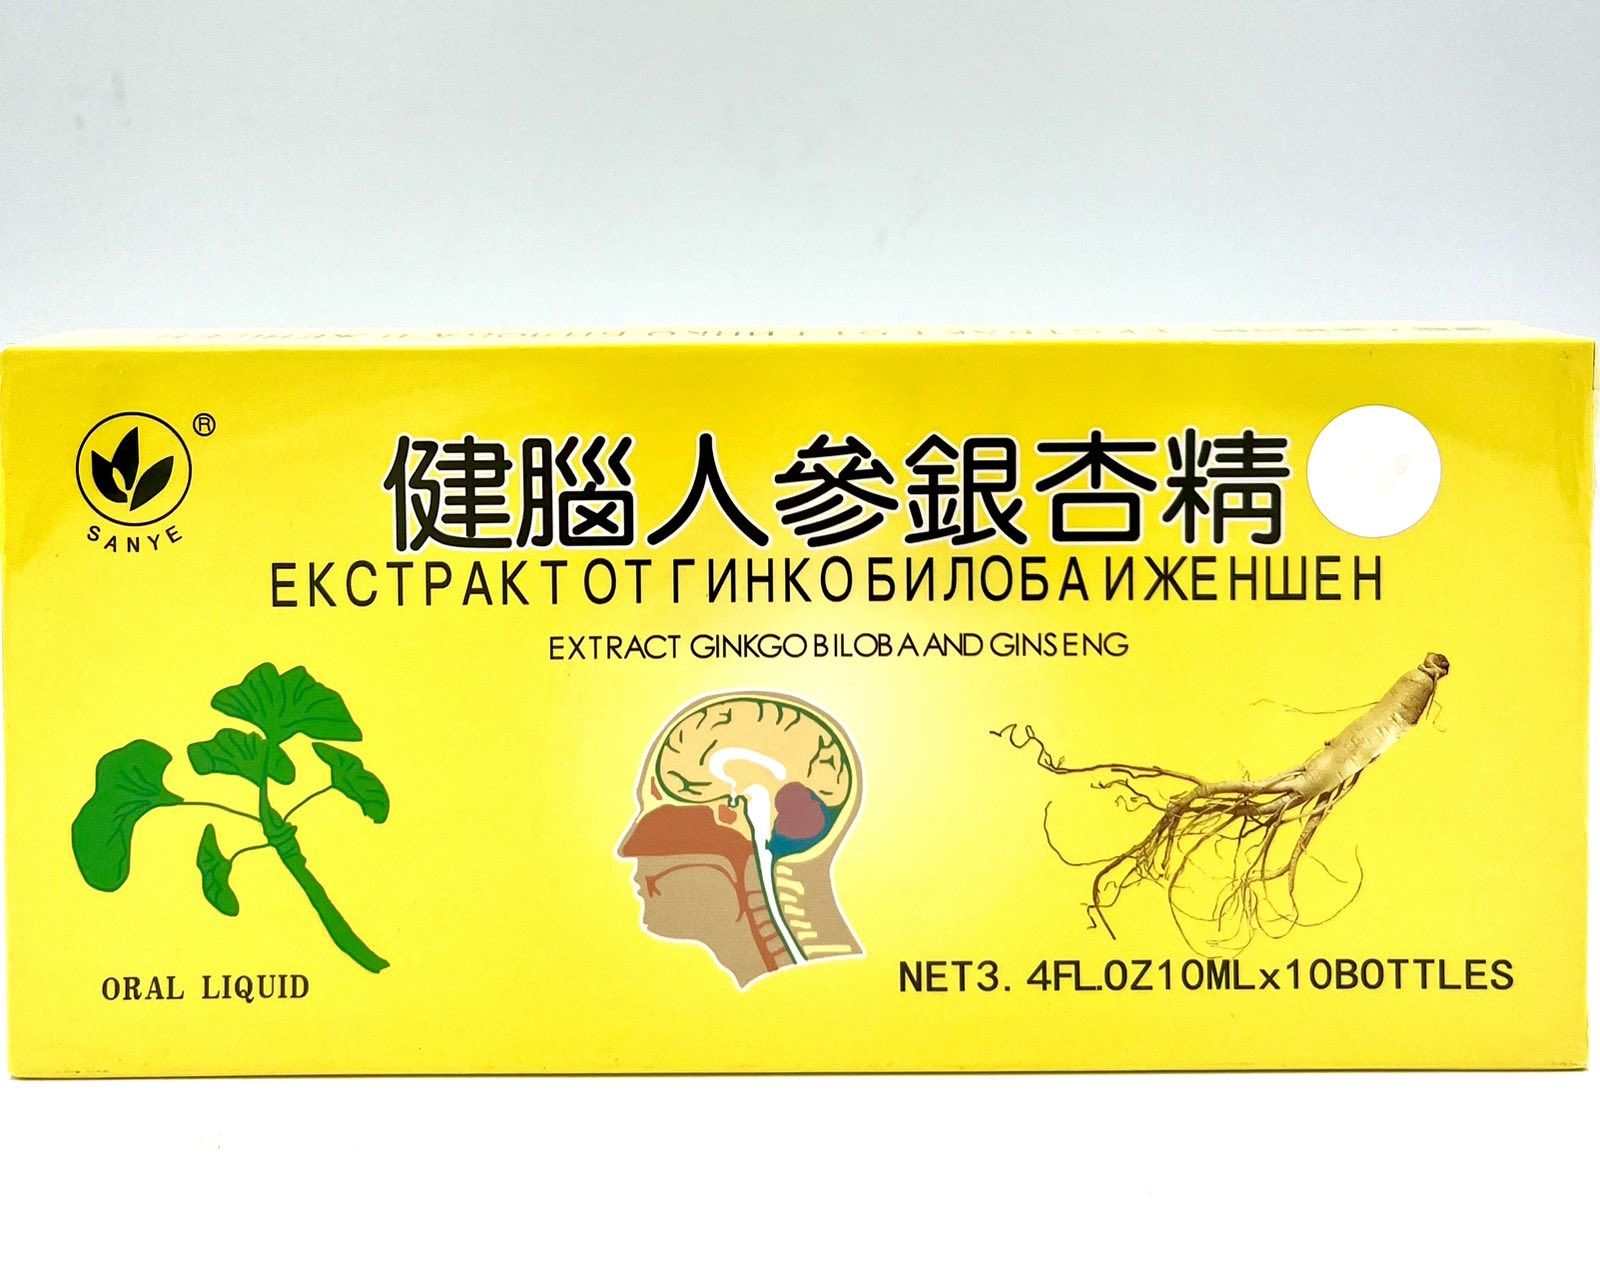 ®
SANYE
健腦人參銀杏精
ЕКСТРАКТ ОТ ГИНКО БИЛОБА И ЖЕНШЕН
EXTRACT GINKGO BILOBA AND GINSENG
ORAL LIQUID
NET3. 4FL.OZ10MLx10BOTTLES